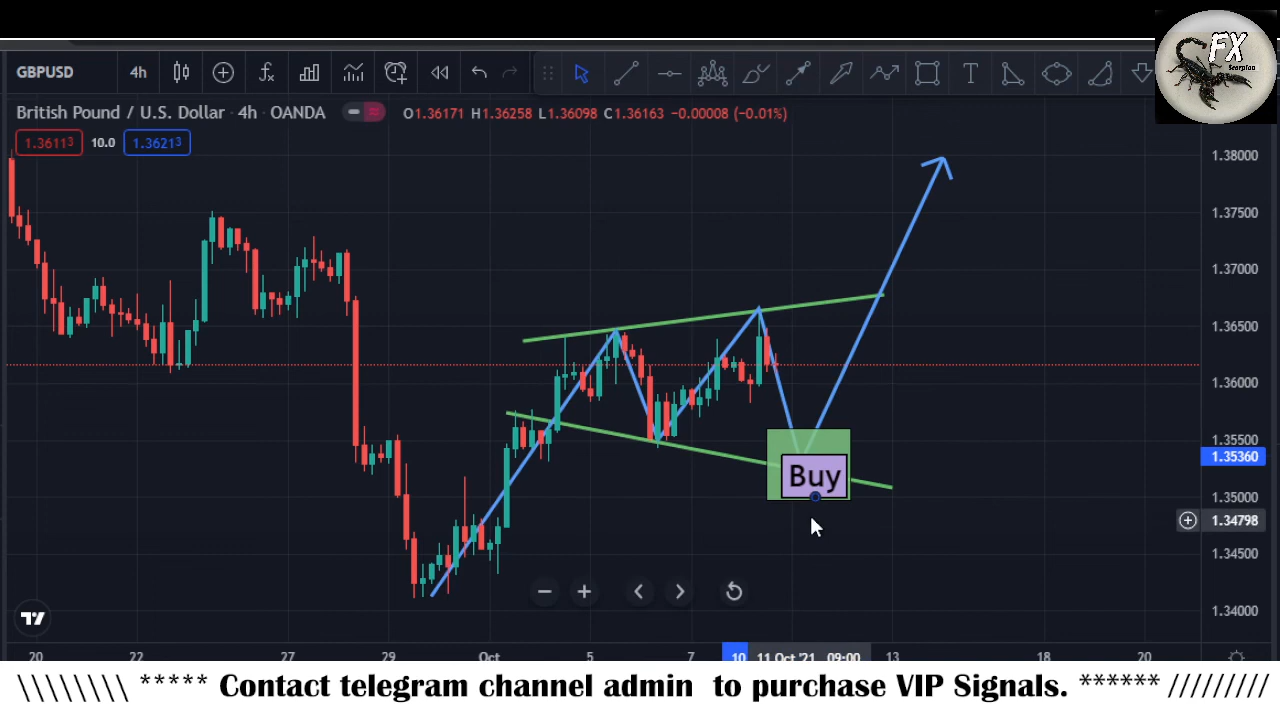 FX
Scorpion
GBPUSD 4h
British Pound / U.S. Dollar · 4h · OANDA O1.36171 H1.36258 L1.36098 C1.36163 −0.00008 (−0.01%)
1.36113 10.0 1.36213
1.38000
1.37500
1.37000
1.36500
1.36000
1.35500
1.35360
1.35000
1.34798
1.34500
1.34000
Buy
20 22 27 29 Oct 5 7 10 11 Oct '21 09:00 13 18 20
\\\\\\\\\ ***** Contact telegram channel admin to purchase VIP Signals. ****** /////////